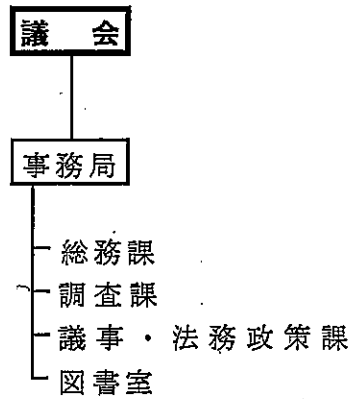 議会
事務局
総務課
調査課
議事・法務政策課
図書室